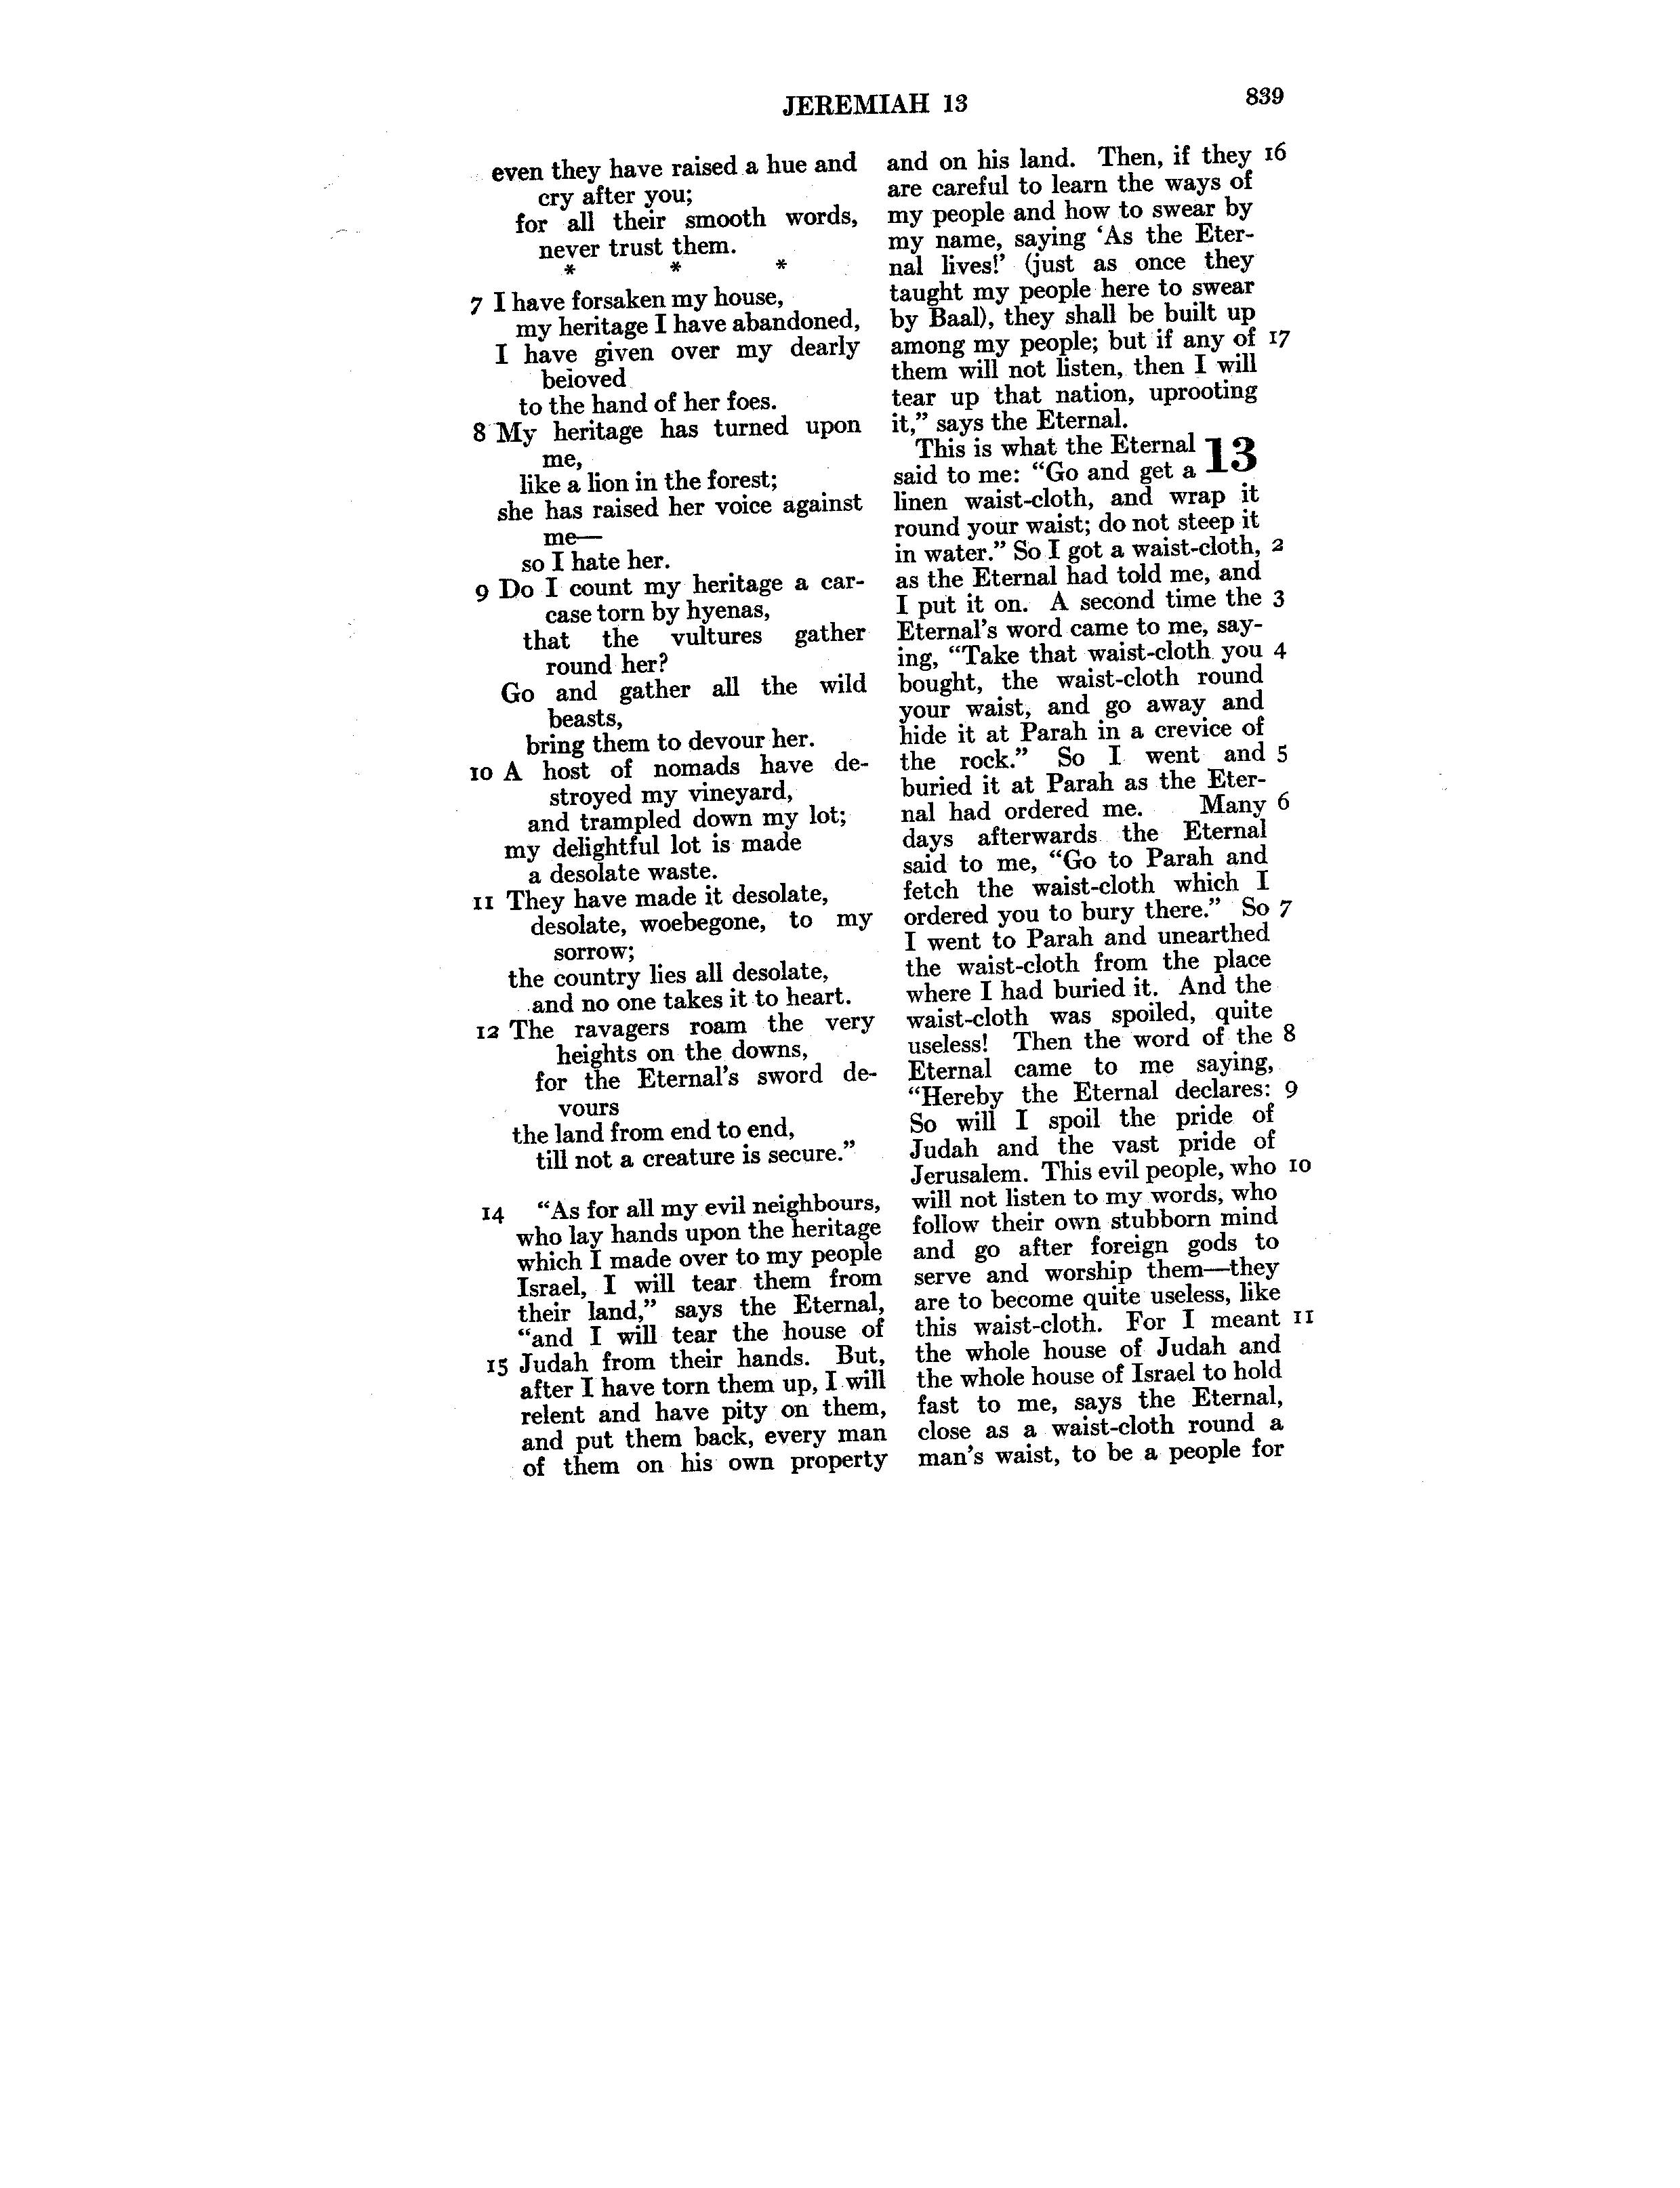 JEREMIAH 13
839
even they have raised a hue and
cry after you;
for all their smooth words,
never trust them.
* * *
7 I have forsaken my house,
my heritage I have abandoned,
I have given over my dearly
beloved
to the hand of her foes.
8 My heritage has turned upon
me,
like a lion in the forest;
she has raised her voice against
me—
so I hate her.
9 Do I count my heritage a car-
case torn by hyenas,
that the vultures gather
round her?
Go and gather all the wild
beasts,
bring them to devour her.
10 A host of nomads have de-
stroyed my vineyard,
and trampled down my lot;
my delightful lot is made
a desolate waste.
11 They have made it desolate,
desolate, woebegone, to my
sorrow;
the country lies all desolate,
and no one takes it to heart.
12 The ravagers roam the very
heights on the downs,
for the Eternal's sword de-
vours
the land from end to end,
till not a creature is secure.”
14 “As for all my evil neighbours,
who lay hands upon the heritage
which I made over to my people
Israel, I will tear them from
their land,” says the Eternal,
“and I will tear the house of
15 Judah from their hands. But,
after I have torn them up, I will
relent and have pity on them,
and put them back, every man
of them on his own property
and on his land. Then, if they 16
are careful to learn the ways of
my people and how to swear by
my name, saying ‘As the Eter-
nal lives!’ (just as once they
taught my people here to swear
by Baal), they shall be built up
among my people; but if any of 17
them will not listen, then I will
tear up that nation, uprooting
it,” says the Eternal.
This is what the Eternal 13
said to me: “Go and get a
linen waist-cloth, and wrap it
round your waist; do not steep it
in water.” So I got a waist-cloth, 2
as the Eternal had told me, and
I put it on. A second time the 3
Eternal's word came to me, say-
ing, “Take that waist-cloth you 4
bought, the waist-cloth round
your waist, and go away and
hide it at Parah in a crevice of
the rock.” So I went and 5
buried it at Parah as the Eter-
nal had ordered me. Many 6
days afterwards the Eternal
said to me, “Go to Parah and
fetch the waist-cloth which I
ordered you to bury there.” So 7
I went to Parah and unearthed
the waist-cloth from the place
where I had buried it. And the
waist-cloth was spoiled, quite
useless! Then the word of the 8
Eternal came to me saying,
“Hereby the Eternal declares: 9
So will I spoil the pride of
Judah and the vast pride of
Jerusalem. This evil people, who 10
will not listen to my words, who
follow their own stubborn mind
and go after foreign gods to
serve and worship them—they
are to become quite useless, like
this waist-cloth. For I meant 11
the whole house of Judah and
the whole house of Israel to hold
fast to me, says the Eternal,
close as a waist-cloth round a
man's waist, to be a people for